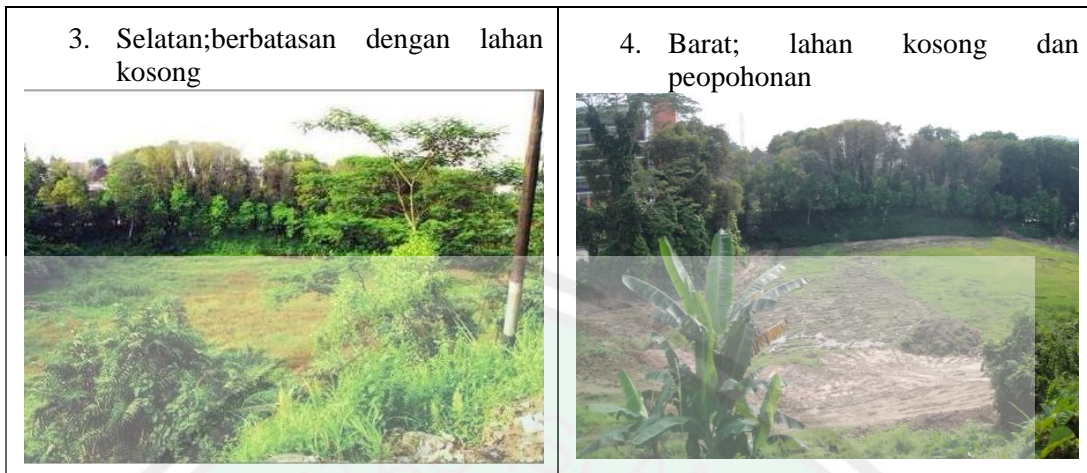 3. Selatan;berbatasan dengan lahan
kosong
4. Barat; lahan kosong dan
peopohonan